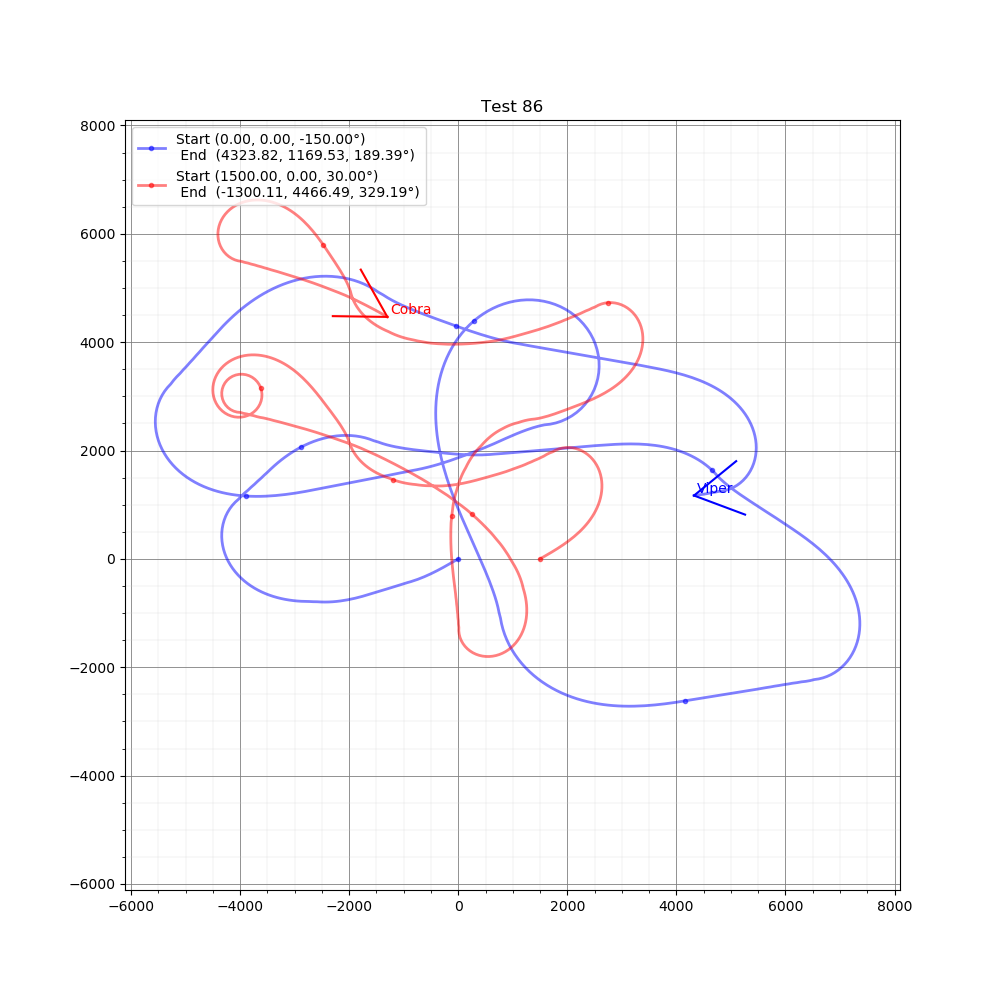 Test 86
Start (0.00, 0.00, -150.00°)
End (4323.82, 1169.53, 189.39°)
Start (1500.00, 0.00, 30.00°)
End (-1300.11, 4466.49, 329.19°)
8000
6000
4000
2000
0
−2000
−4000
−6000
Cobra
Viper
−6000 −4000 −2000 0 2000 4000 6000 8000